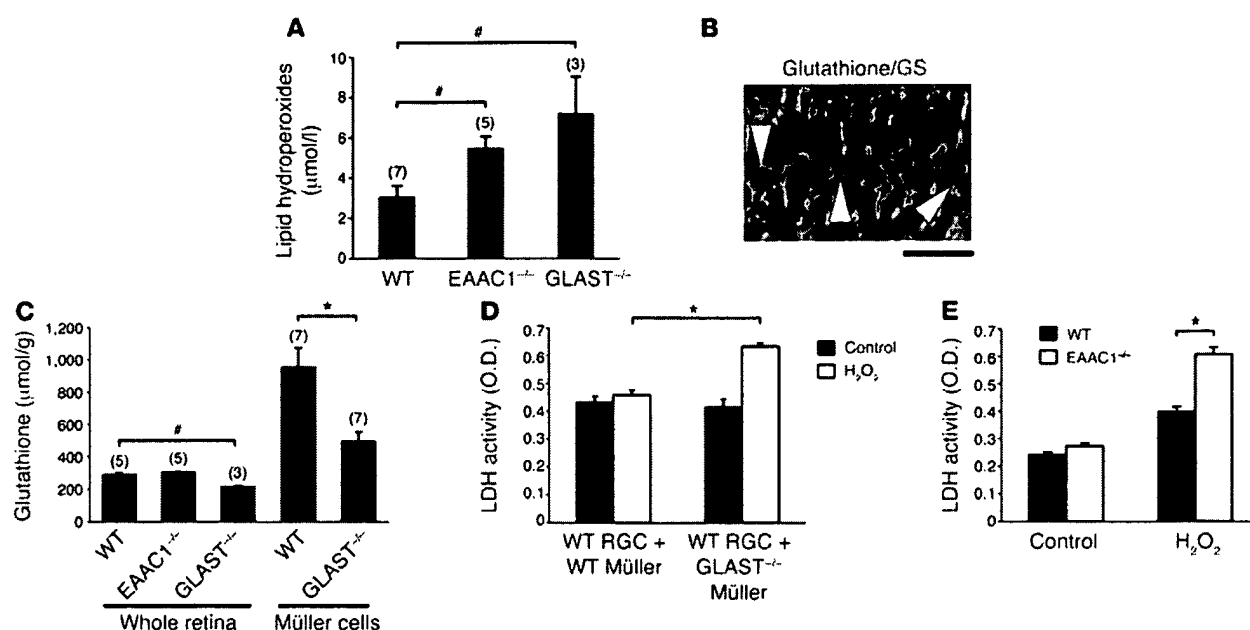 A
Lipid hydroperoxides
(μmol/l)
10
8
6
4
2
0
#
#
(7)
(5)
(3)
WT
EAAC1⁻/⁻
GLAST⁻/⁻
B
Glutathione/GS
C
Glutathione (μmol/g)
1,200
1,000
800
600
400
200
0
#
*
(5)
(5)
(3)
(7)
(7)
WT
EAAC1⁻/⁻
GLAST⁻/⁻
WT
GLAST⁻/⁻
Whole retina
Müller cells
D
LDH activity (O.D.)
0.7
0.6
0.5
0.4
0.3
0.2
0.1
0
*
Control
H₂O₂
WT RGC +
WT Müller
WT RGC +
GLAST⁻/⁻
Müller
E
LDH activity (O.D.)
0.7
0.6
0.5
0.4
0.3
0.2
0.1
0
WT
EAAC1⁻/⁻
*
Control
H₂O₂